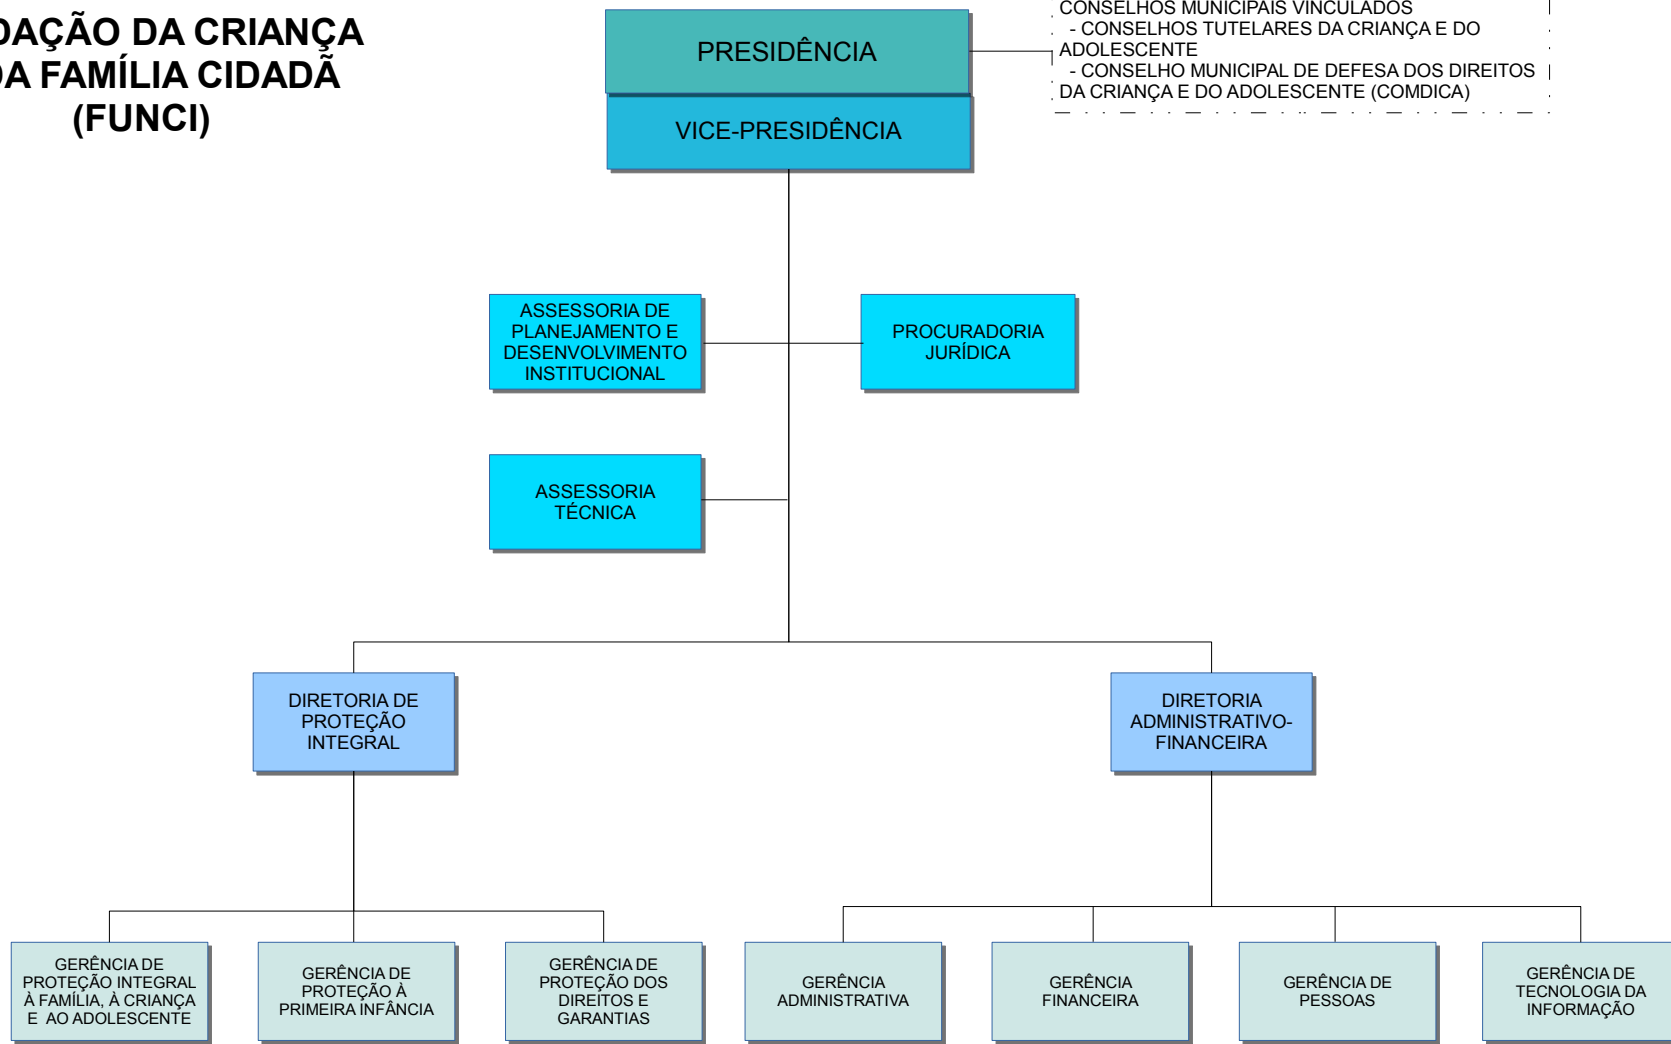 DAÇÃO DA CRIANÇA
DA FAMÍLIA CIDADÃ
(FUNCI)
PRESIDÊNCIA
VICE-PRESIDÊNCIA
CONSELHOS MUNICIPAIS VINCULADOS
- CONSELHOS TUTELARES DA CRIANÇA E DO
ADOLESCENTE
- CONSELHO MUNICIPAL DE DEFESA DOS DIREITOS
DA CRIANÇA E DO ADOLESCENTE (COMDICA)
ASSESSORIA DE
PLANEJAMENTO E
DESENVOLVIMENTO
INSTITUCIONAL
PROCURADORIA
JURÍDICA
ASSESSORIA
TÉCNICA
DIRETORIA DE
PROTEÇÃO
INTEGRAL
DIRETORIA
ADMINISTRATIVO-
FINANCEIRA
GERÊNCIA DE
PROTEÇÃO INTEGRAL
À FAMÍLIA, À CRIANÇA
E AO ADOLESCENTE
GERÊNCIA DE
PROTEÇÃO À
PRIMEIRA INFÂNCIA
GERÊNCIA DE
PROTEÇÃO DOS
DIREITOS E
GARANTIAS
GERÊNCIA
ADMINISTRATIVA
GERÊNCIA
FINANCEIRA
GERÊNCIA DE
PESSOAS
GERÊNCIA DE
TECNOLOGIA DA
INFORMAÇÃO